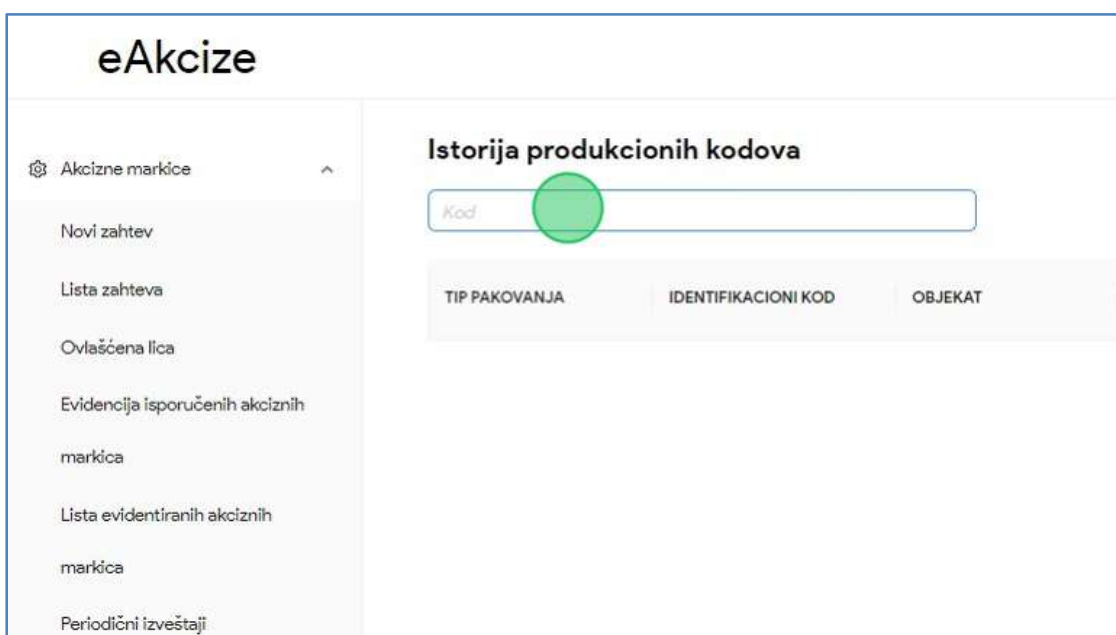 eAkcize
Akcizne markice
Novi zahtev
Lista zahteva
Ovlašćena lica
Evidencija isporučenih akciznih
markica
Lista evidentiranih akciznih
markica
Periodični izveštaji
Istorija produkcionih kodova
Kod
TIP PAKOVANJA IDENTIFIKACIONI KOD OBJEKAT